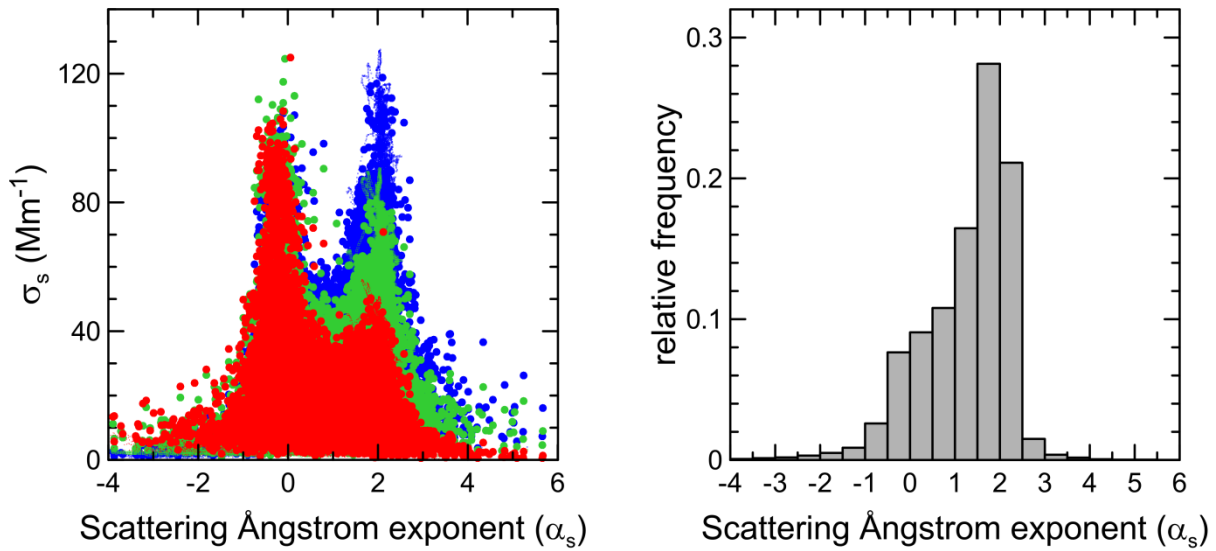 120
80
40
0
σs (Mm-1)
-4 -2 0 2 4 6
Scattering Ångstrom exponent (αs)
0.3
0.2
0.1
0
relative frequency
-4 -3 -2 -1 0 1 2 3 4 5 6
Scattering Ångstrom exponent (αs)